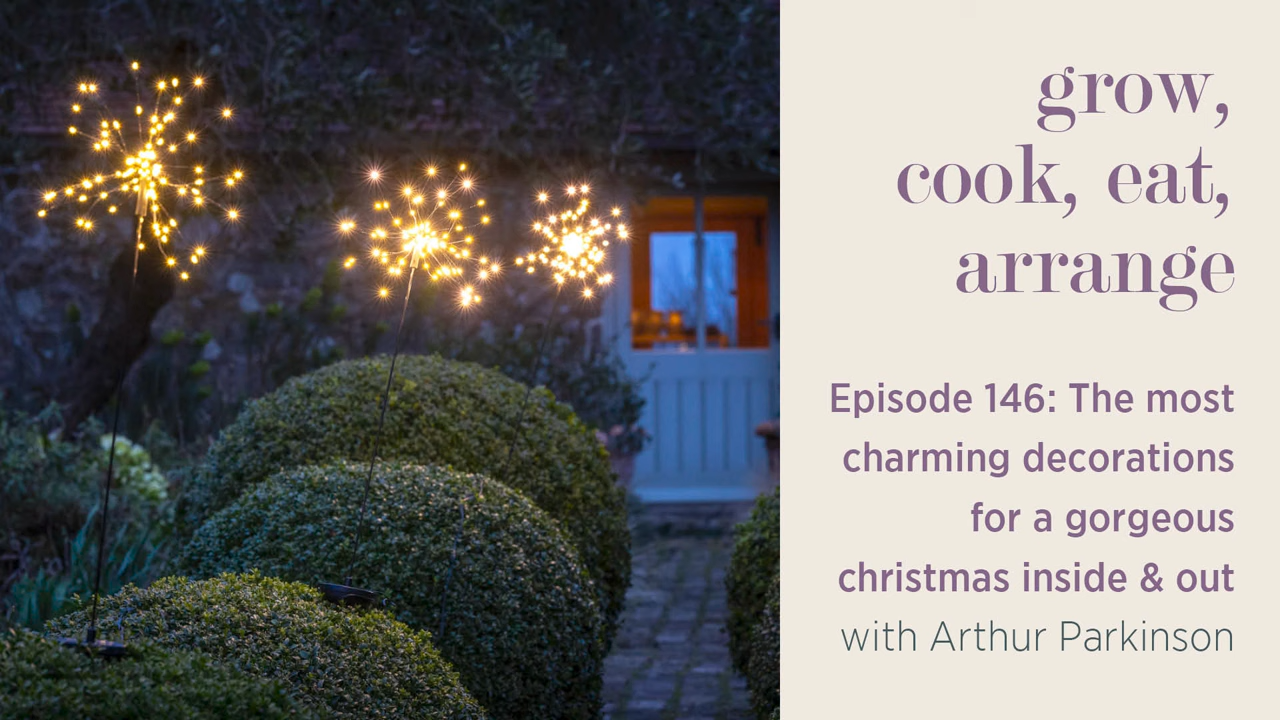 grow,
cook, eat,
arrange
Episode 146: The most
charming decorations
for a gorgeous
christmas inside & out
with Arthur Parkinson